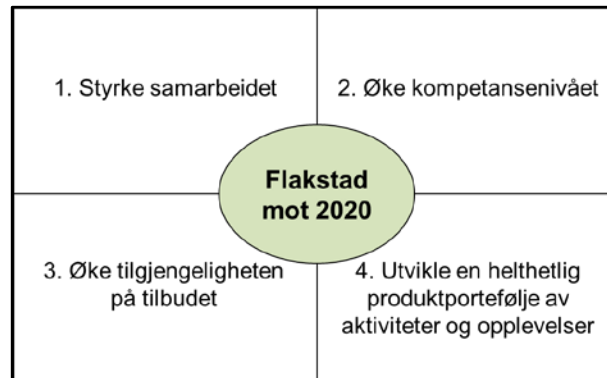 1. Styrke samarbeidet
2. Øke kompetansenivået
Flakstad
mot 2020
3. Øke tilgjengeligheten
på tilbudet
4. Utvikle en helthetlig
produktportefølje av
aktiviteter og opplevelser